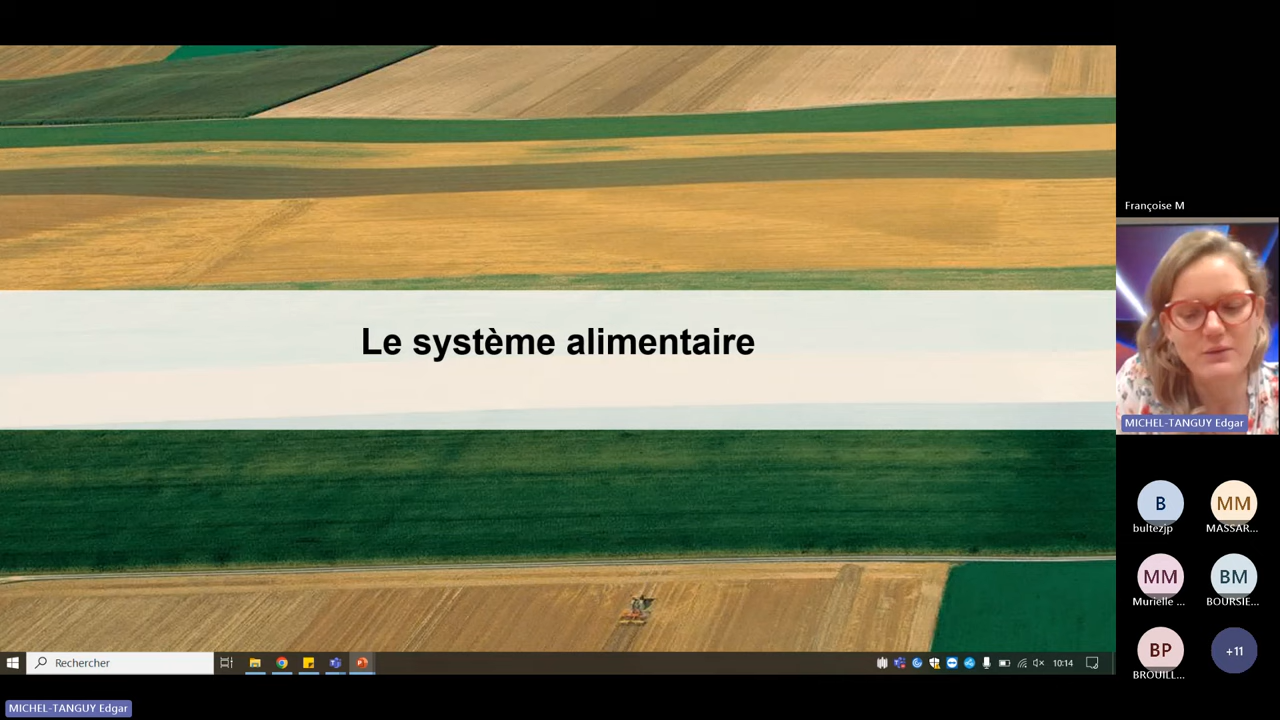 Françoise M
Le système alimentaire
MICHEL-TANGUY Edgar
B
MM
bultezjp
MASSAR...
MM
BM
Murielle ...
BOURSIE...
BP
+11
BROUILL...
Rechercher
10:14
MICHEL-TANGUY Edgar